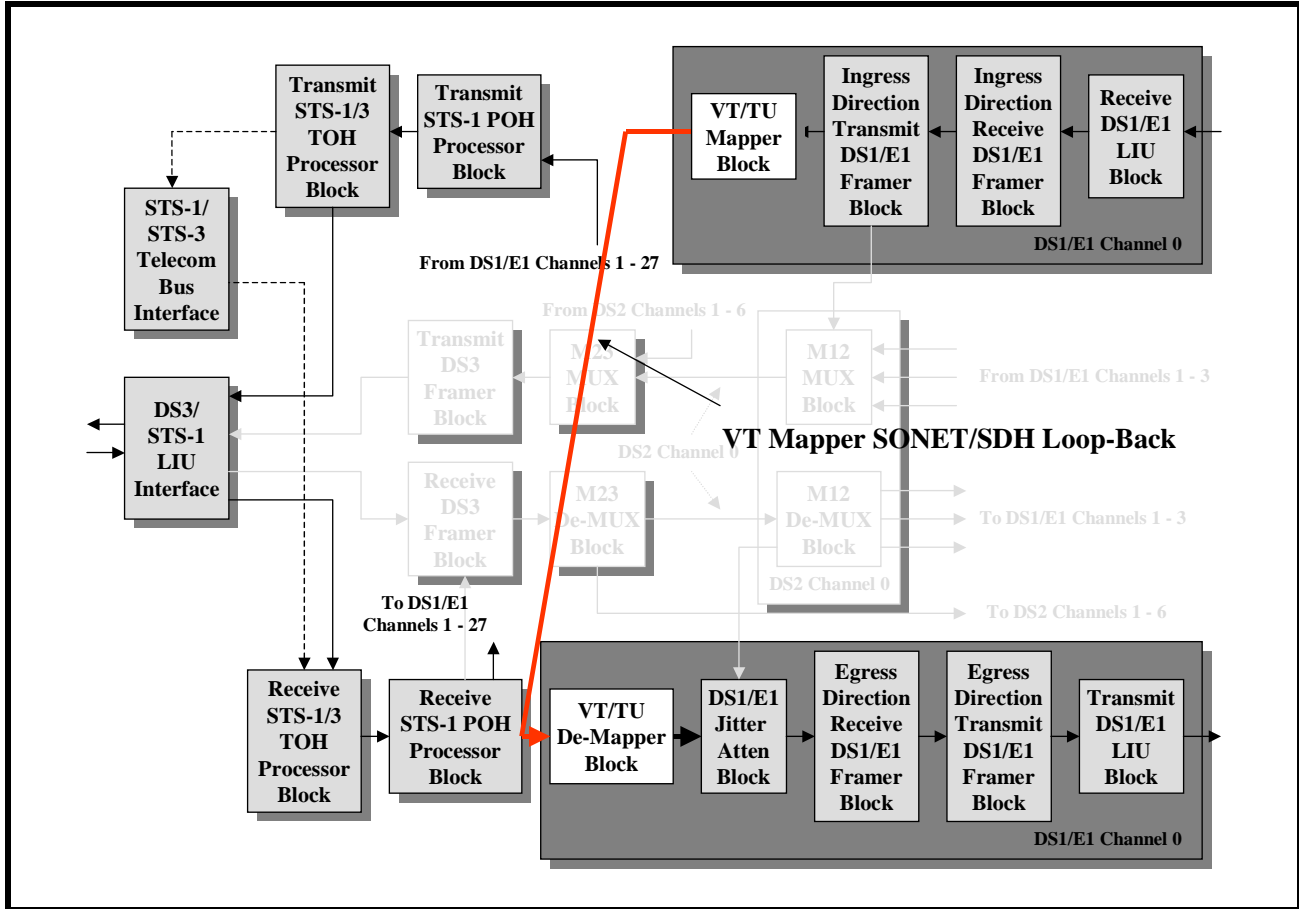 Transmit
STS-1/3
TOH
Processor
Block
Transmit
STS-1 POH
Processor
Block
VT/TU
Mapper
Block
Ingress
Direction
Transmit
DS1/E1
Framer
Block
Ingress
Direction
Receive
DS1/E1
Framer
Block
Receive
DS1/E1
LIU
Block
DS1/E1 Channel 0
STS-1/
STS-3
Telecom
Bus
Interface
From DS1/E1 Channels 1 - 27
From DS2 Channels 1 - 6
Transmit
DS3
Framer
Block
M23
MUX
Block
M12
MUX
Block
From DS1/E1 Channels 1 - 3
DS3/
STS-1
LIU
Interface
VT Mapper SONET/SDH Loop-Back
DS2 Channel 0
Receive
DS3
Framer
Block
M23
De-MUX
Block
M12
De-MUX
Block
DS2 Channel 0
To DS1/E1 Channels 1 - 3
To DS2 Channels 1 - 6
To DS1/E1
Channels 1 - 27
Receive
STS-1/3
TOH
Processor
Block
Receive
STS-1 POH
Processor
Block
VT/TU
De-Mapper
Block
DS1/E1
Jitter
Atten
Block
Egress
Direction
Receive
DS1/E1
Framer
Block
Egress
Direction
Transmit
DS1/E1
Framer
Block
Transmit
DS1/E1
LIU
Block
DS1/E1 Channel 0